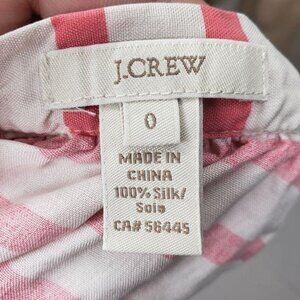 J.CREW
0
MADE IN
CHINA
100% Silk/
Soie
CA# 56445